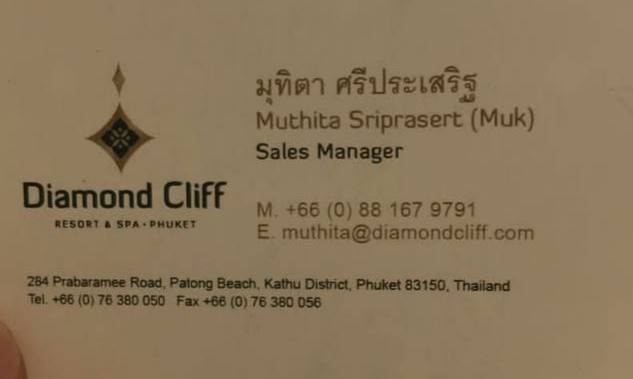 Diamond Cliff
RESORT & SPA • PHUKET
มุทิตา ศรีประเสริฐ
Muthita Sriprasert (Muk)
Sales Manager
M. +66 (0) 88 167 9791
E. muthita@diamondcliff.com
284 Prabaramee Road, Patong Beach, Kathu District, Phuket 83150, Thailand
Tel. +66 (0) 76 380 050   Fax +66 (0) 76 380 056